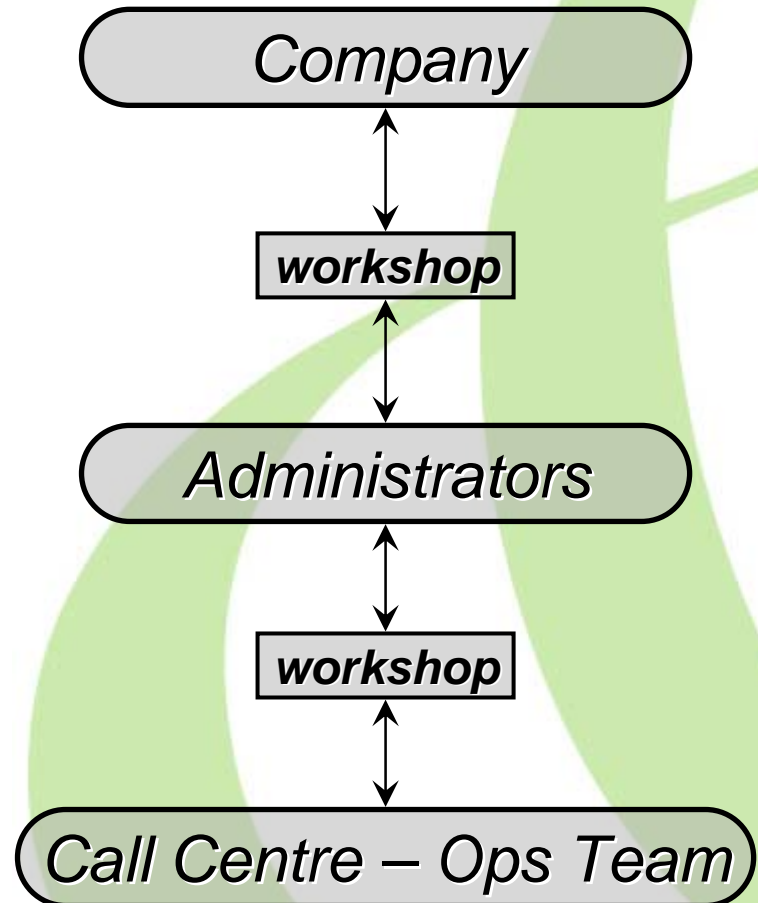 Company
workshop
Administrators
workshop
Call Centre – Ops Team